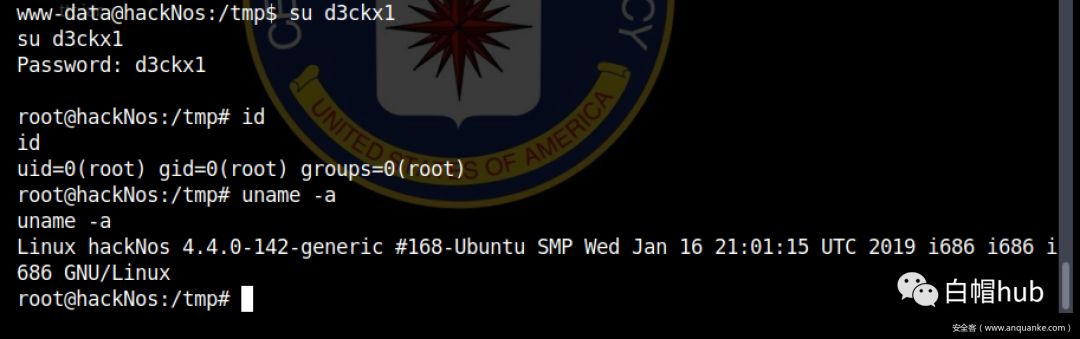 www-data@hackNos:/tmp$ su d3ckx1
su d3ckx1
Password: d3ckx1
root@hackNos:/tmp# id
id
uid=0(root) gid=0(root) groups=0(root)
root@hackNos:/tmp# uname -a
uname -a
Linux hackNos 4.4.0-142-generic #168-Ubuntu SMP Wed Jan 16 21:01:15 UTC 2019 i686 i686 i
686 GNU/Linux
root@hackNos:/tmp#
UNITED STATES OF AMERICA
白帽hub
安全客（www.anquanke.com）